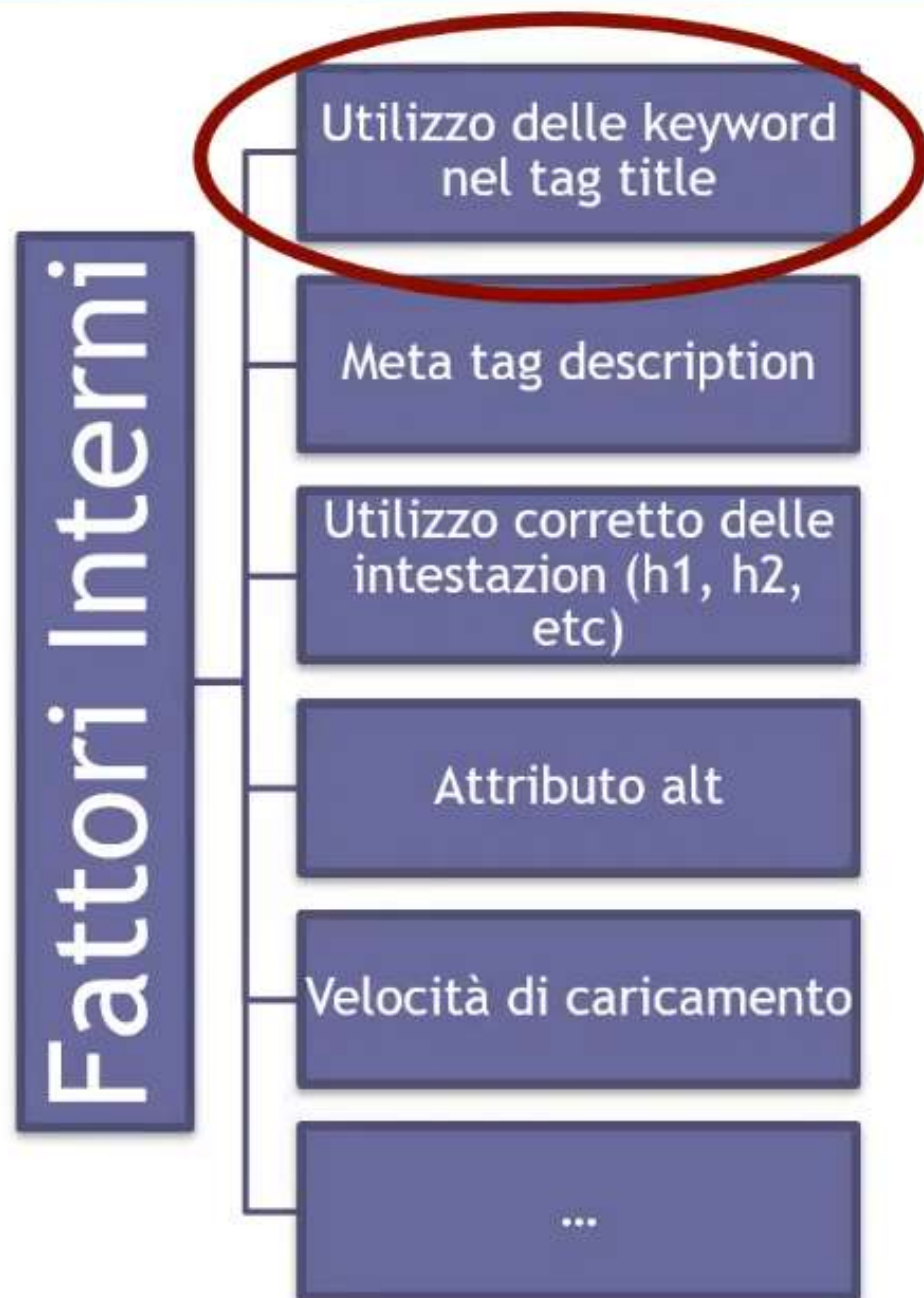 Fattori Interni
Utilizzo delle keyword
nel tag title
Meta tag description
Utilizzo corretto delle
intestazion (h1, h2,
etc)
Attributo alt
Velocità di caricamento
...